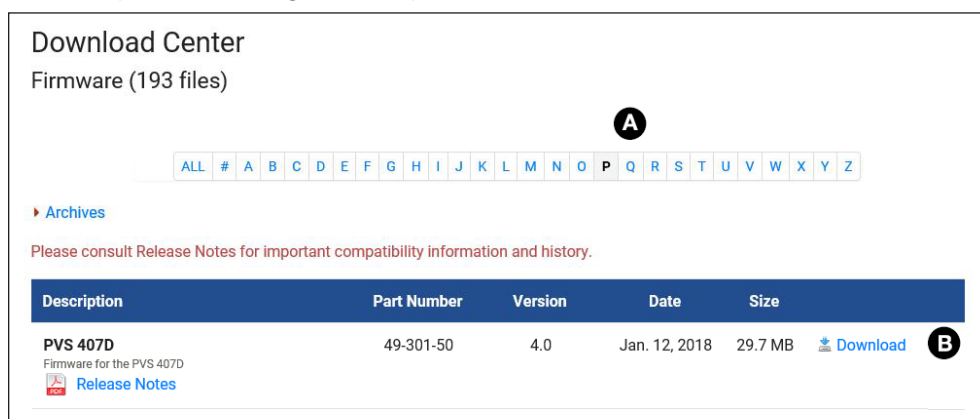 Download Center
Firmware (193 files)
A
ALL # A B C D E F G H I J K L M N O P Q R S T U V W X Y Z
Archives
Please consult Release Notes for important compatibility information and history.
Description Part Number Version Date Size
PVS 407D 49-301-50 4.0 Jan. 12, 2018 29.7 MB Download B
Firmware for the PVS 407D
PDF Release Notes